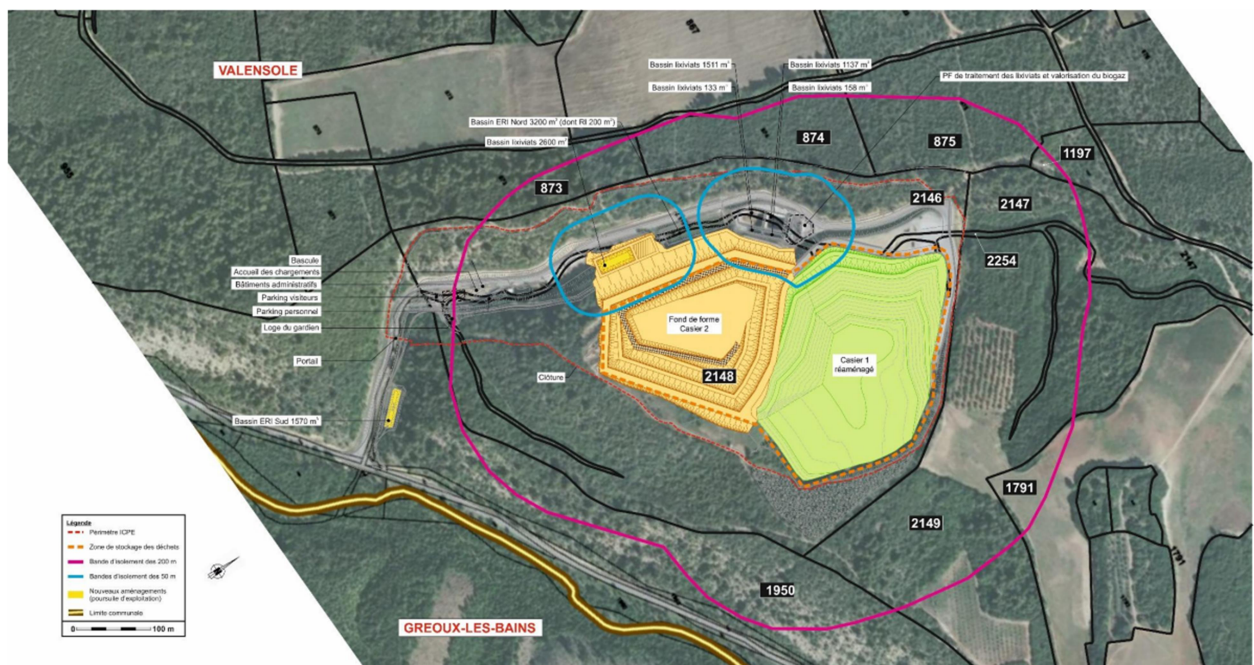 VALENSOLE
867
Bassin lixiviats 1511 m³
Bassin lixiviats 1137 m³
Bassin lixiviats 133 m³
Bassin lixiviats 158 m³
PF de traitement des lixiviats et valorisation du biogaz
Bassin ERI Nord 3200 m³ (dont RI 200 m³)
Bassin lixiviats 2600 m³
874
875
1197
873
2146
2147
2254
2147
Bascule
Accueil des chargements
Bâtiments administratifs
Parking visiteurs
Parking personnel
Loge du gardien
Portail
Clôture
Fond de forme
Casier 2
2148
Casier 1
réaménagé
Bassin ERI Sud 1570 m³
1791
2149
1791
1950
GREOUX-LES-BAINS
Légende
Périmètre ICPE
Zone de stockage des déchets
Bande d'isolement des 200 m
Bandes d'isolement des 50 m
Nouveaux aménagements
(poursuite d'exploitation)
Limite communale
0 100 m